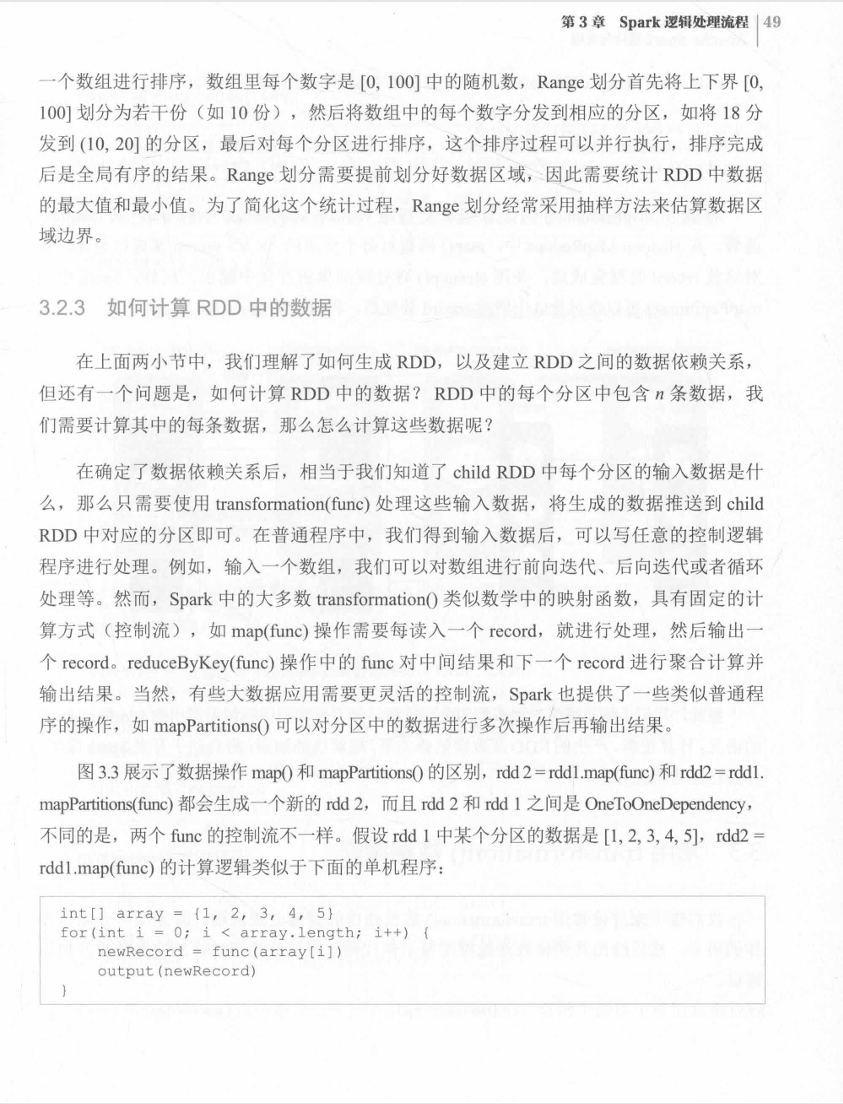 第 3 章 Spark 逻辑处理流程 49
一个数组进行排序，数组里每个数字是 [0, 100] 中的随机数，Range 划分首先将上下界 [0,
100] 划分为若干份（如 10 份），然后将数组中的每个数字分发到相应的分区，如将 18 分
发到 (10, 20] 的分区，最后对每个分区进行排序，这个排序过程可以并行执行，排序完成
后是全局有序的结果。Range 划分需要提前划分好数据区域，因此需要统计 RDD 中数据
的最大值和最小值。为了简化这个统计过程，Range 划分经常采用抽样方法来估算数据区
域边界。
3.2.3 如何计算 RDD 中的数据
在上面两小节中，我们理解了如何生成 RDD，以及建立 RDD 之间的数据依赖关系，
但还有一个问题是，如何计算 RDD 中的数据？ RDD 中的每个分区中包含 n 条数据，我
们需要计算其中的每条数据，那么怎么计算这些数据呢？
在确定了数据依赖关系后，相当于我们知道了 child RDD 中每个分区的输入数据是什
么，那么只需要使用 transformation(func) 处理这些输入数据，将生成的数据推送到 child
RDD 中对应的分区即可。在普通程序中，我们得到输入数据后，可以写任意的控制逻辑
程序进行处理。例如，输入一个数组，我们可以对数组进行前向迭代、后向迭代或者循环
处理等。然而，Spark 中的大多数 transformation() 类似数学中的映射函数，具有固定的计
算方式（控制流），如 map(func) 操作需要每读入一个 record，就进行处理，然后输出一
个 record。reduceByKey(func) 操作中的 func 对中间结果和下一个 record 进行聚合计算并
输出结果。当然，有些大数据应用需要更灵活的控制流，Spark 也提供了一些类似普通程
序的操作，如 mapPartitions() 可以对分区中的数据进行多次操作后再输出结果。
图 3.3 展示了数据操作 map() 和 mapPartitions() 的区别，rdd 2 = rdd1.map(func) 和 rdd2 = rdd1.
mapPartitions(func) 都会生成一个新的 rdd 2，而且 rdd 2 和 rdd 1 之间是 OneToOneDependency，
不同的是，两个 func 的控制流不一样。假设 rdd 1 中某个分区的数据是 [1, 2, 3, 4, 5]，rdd2 =
rdd1.map(func) 的计算逻辑类似于下面的单机程序：
int[] array = {1, 2, 3, 4, 5}
for(int i = 0; i < array.length; i++) {
newRecord = func(array[i])
output(newRecord)
}